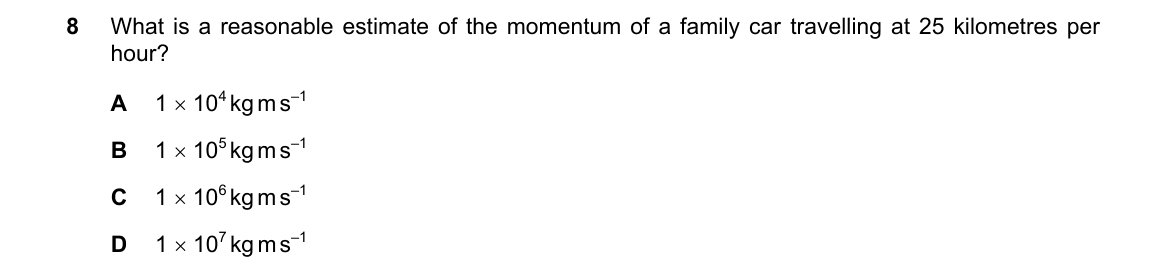 8 What is a reasonable estimate of the momentum of a family car travelling at 25 kilometres per
hour?
A 1 × 10⁴ kg m s⁻¹
B 1 × 10⁵ kg m s⁻¹
C 1 × 10⁶ kg m s⁻¹
D 1 × 10⁷ kg m s⁻¹